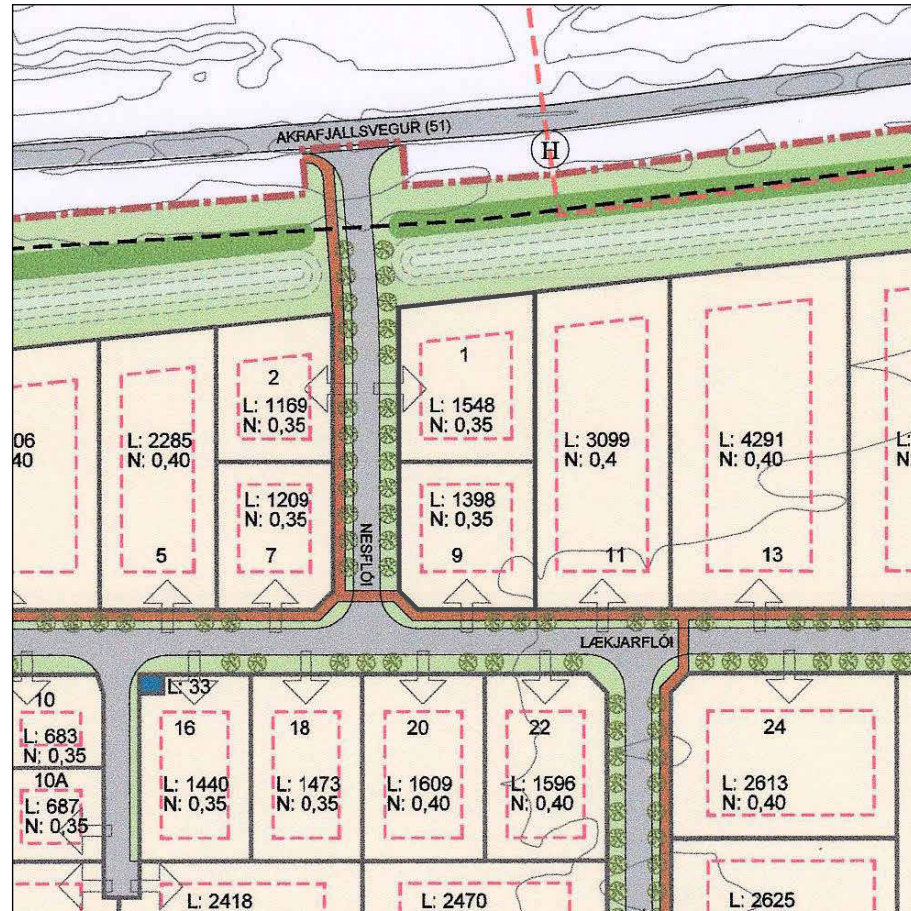 AKRAFJALLSVEGUR (51)
H
2
L: 1169
N: 0,35
1
L: 1548
N: 0,35
06
40
L: 2285
N: 0,40
5
L: 1209
N: 0,35
7
NESFLÓI
L: 1398
N: 0,35
9
L: 3099
N: 0,4
11
L: 4291
N: 0,40
13
L:
N:
LÆKJARFLÓI
10
L: 683
N: 0,35
10A
L: 687
N: 0,35
L: 33
16
L: 1440
N: 0,35
18
L: 1473
N: 0,35
20
L: 1609
N: 0,40
22
L: 1596
N: 0,40
24
L: 2613
N: 0,40
L: 2418
L: 2470
L: 2625